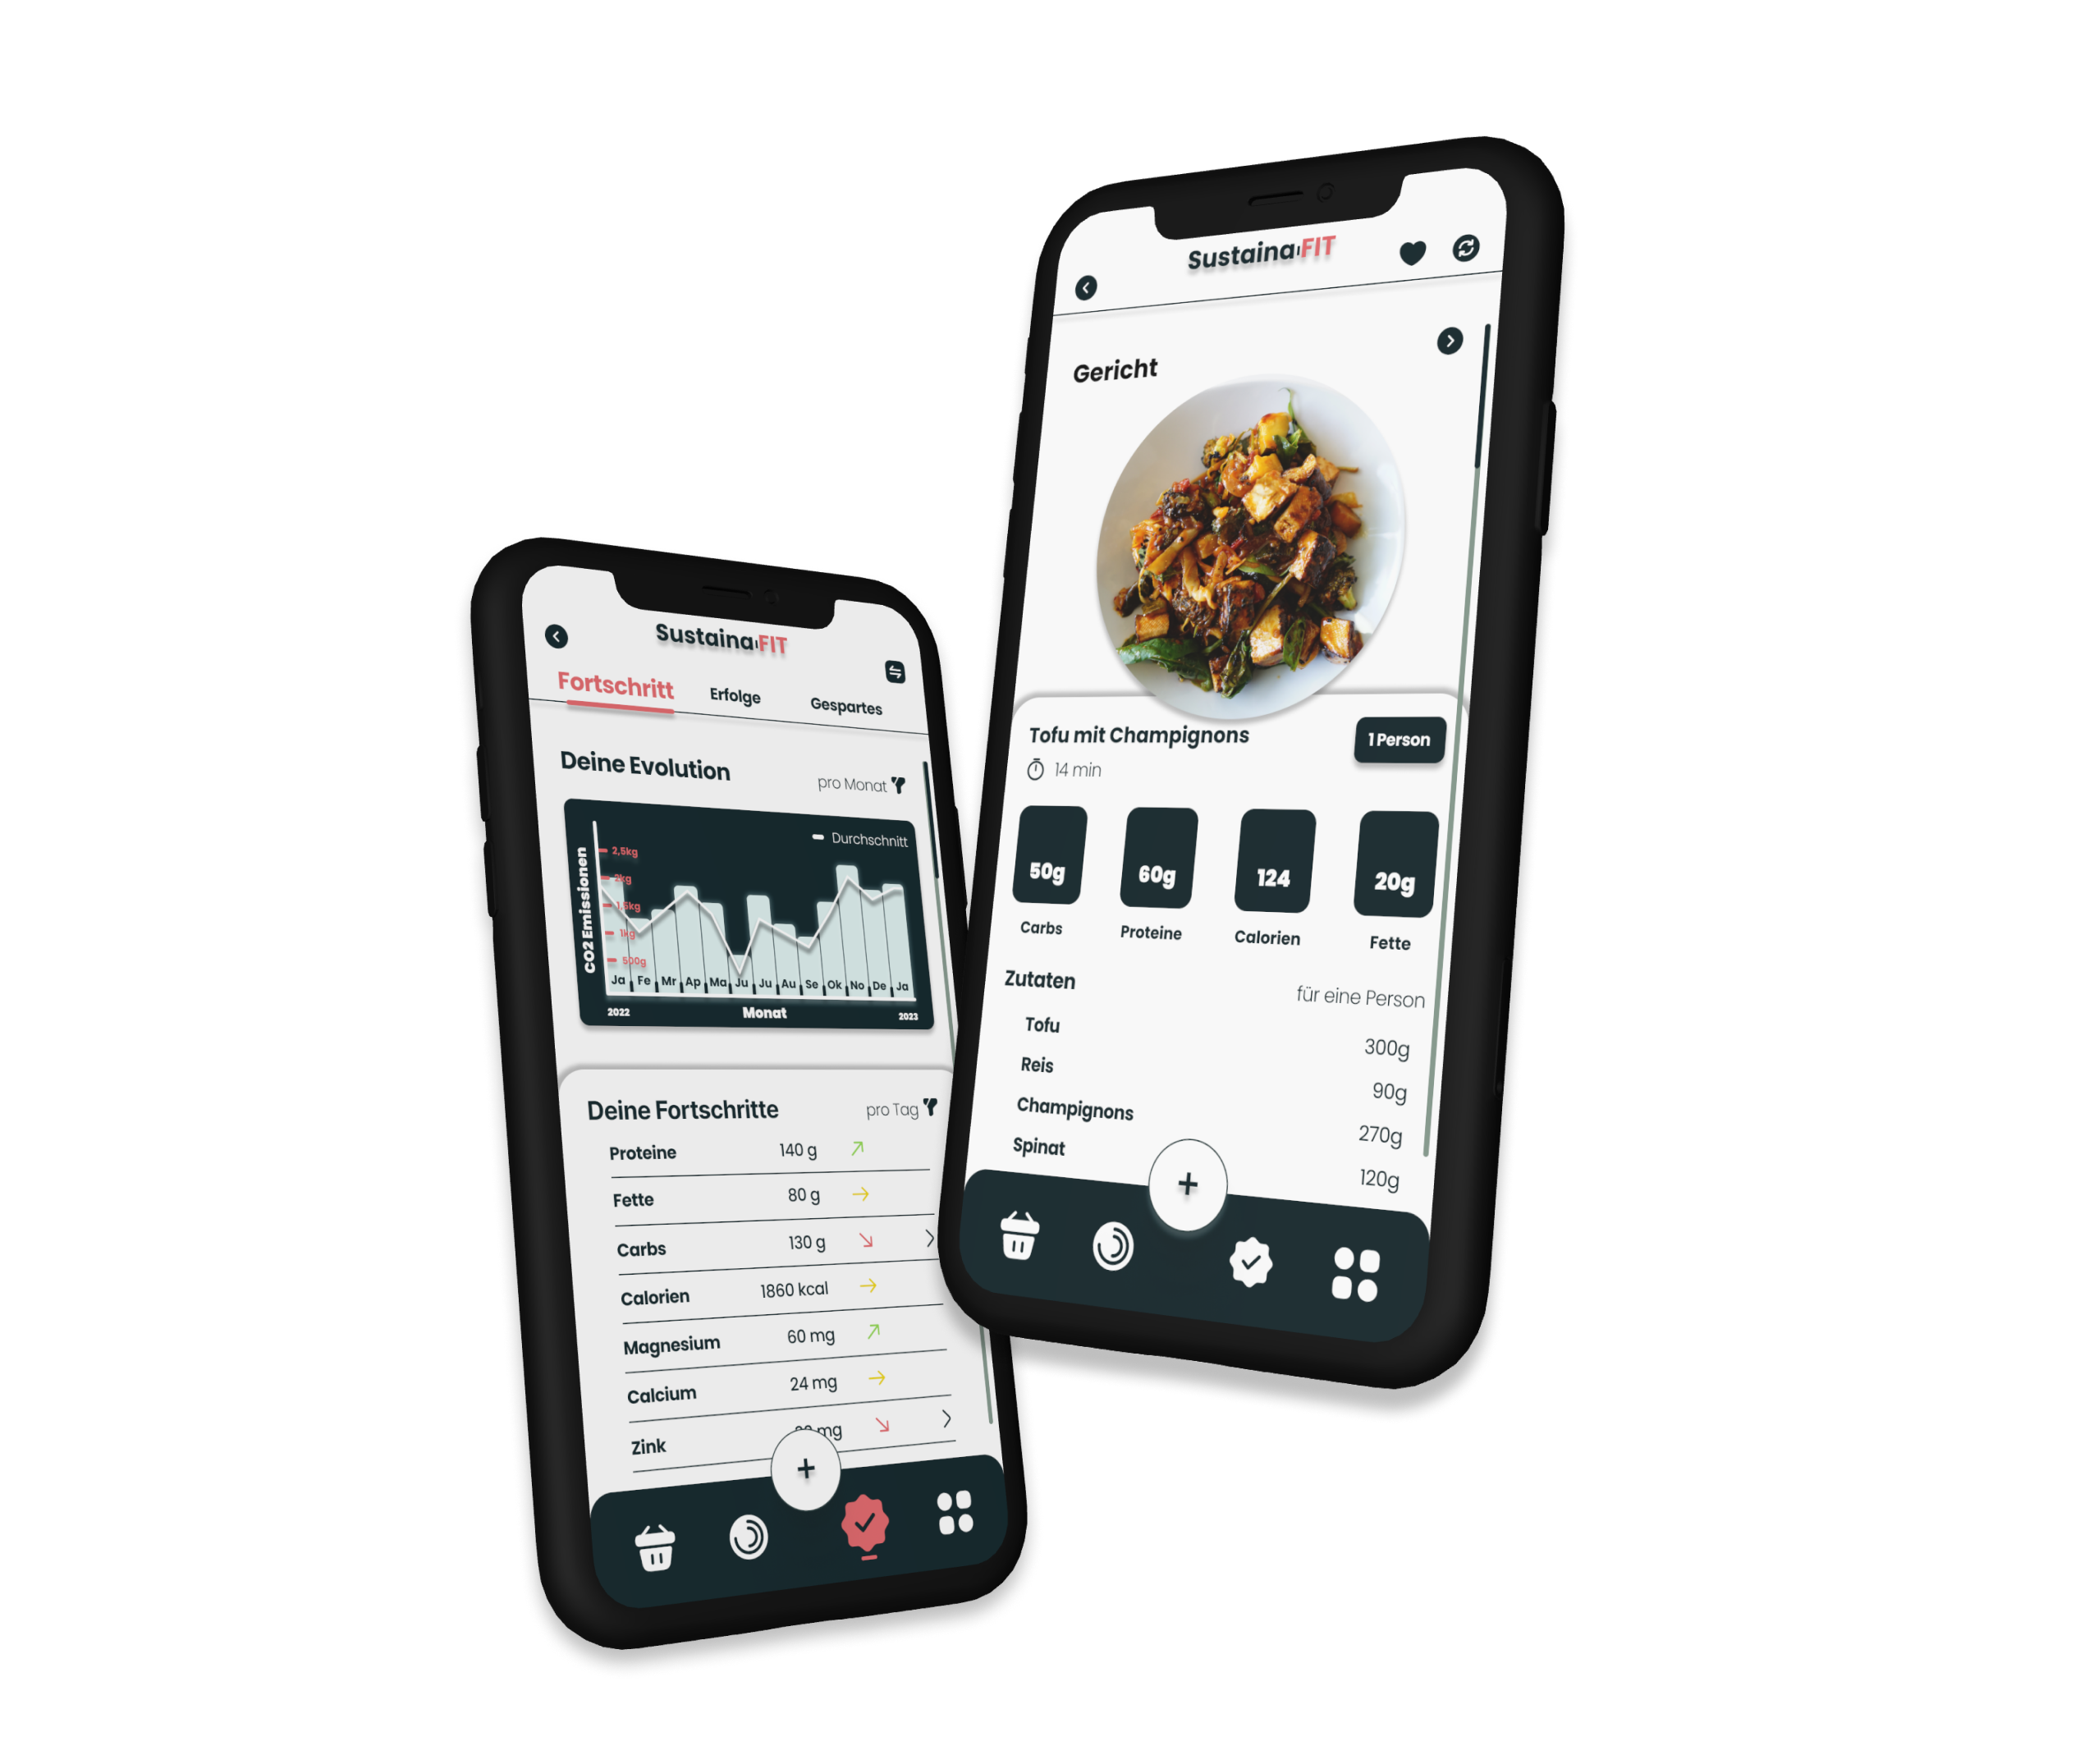 Sustaina FIT
Fortschritt Erfolge Gespartes
Deine Evolution pro Monat
Durchschnitt
CO2 Emissionen
2,5kg
2kg
1,5kg
1kg
500g
Ja Fe Mr Ap Ma Ju Ju Au Se Ok No De Ja
2022 Monat 2023
Deine Fortschritte pro Tag
Proteine 140 g
Fette 80 g
Carbs 130 g
Calorien 1860 kcal
Magnesium 60 mg
Calcium 24 mg
Zink mg
+
Sustaina FIT
Gericht
Tofu mit Champignons 1 Person
14 min
50g 60g 124 20g
Carbs Proteine Calorien Fette
Zutaten für eine Person
Tofu 300g
Reis 90g
Champignons 270g
Spinat 120g
+